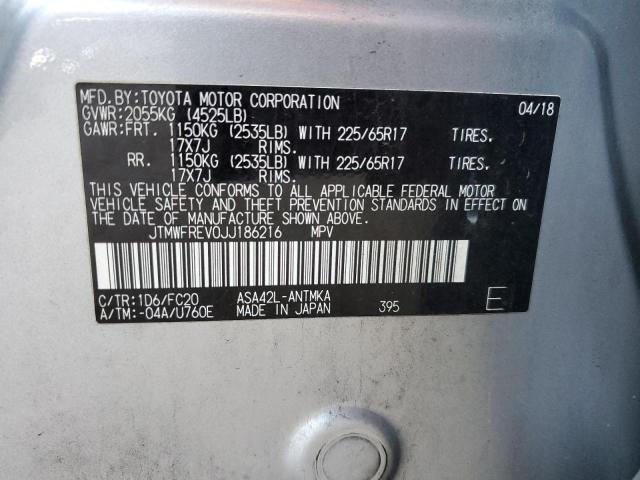 MFD.BY:TOYOTA MOTOR CORPORATION 04/18
GVWR:2055KG (4525LB)
GAWR:FRT. 1150KG (2535LB) WITH 225/65R17 TIRES.
17X7J RIMS.
RR. 1150KG (2535LB) WITH 225/65R17 TIRES.
17X7J RIMS.
THIS VEHICLE CONFORMS TO ALL APPLICABLE FEDERAL MOTOR
VEHICLE SAFETY AND THEFT PREVENTION STANDARDS IN EFFECT ON
THE DATE OF MANUFACTURE SHOWN ABOVE.
JTMWFREV0JJ186216 MPV
C/TR:1D6/FC20 ASA42L-ANTMKA
A/TM:-04A/U760E MADE IN JAPAN 395 E